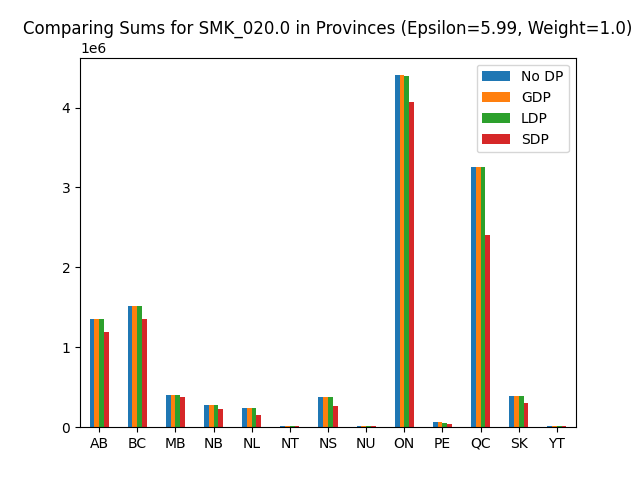 Comparing Sums for SMK_020.0 in Provinces (Epsilon=5.99, Weight=1.0)
1e6
No DP
GDP
LDP
SDP
4
3
2
1
0
AB BC MB NB NL NT NS NU ON PE QC SK YT